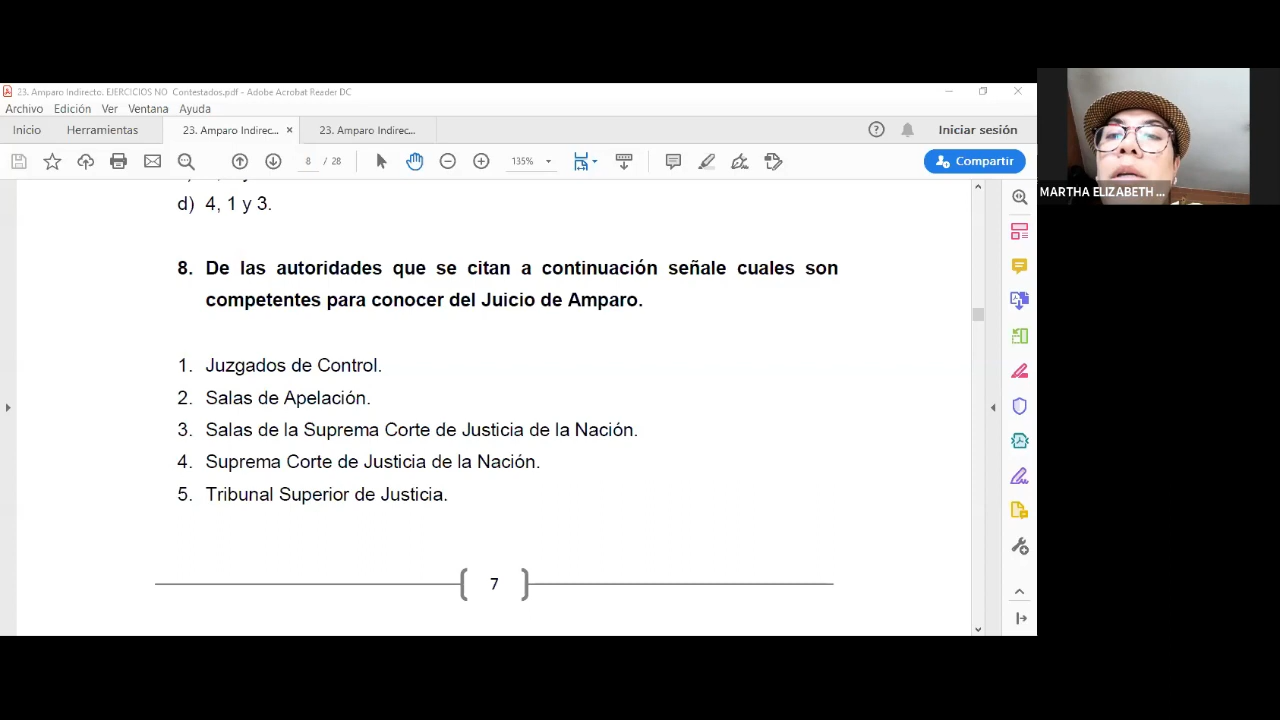 23. Amparo Indirecto. EJERCICIOS NO Contestados.pdf - Adobe Acrobat Reader DC
Archivo Edición Ver Ventana Ayuda
Inicio Herramientas 23. Amparo Indirec... × 23. Amparo Indirec... Iniciar sesión
8 / 28 135% Compartir
d) 4, 1 y 3.
MARTHA ELIZABETH ...
8. De las autoridades que se citan a continuación señale cuales son
competentes para conocer del Juicio de Amparo.
1. Juzgados de Control.
2. Salas de Apelación.
3. Salas de la Suprema Corte de Justicia de la Nación.
4. Suprema Corte de Justicia de la Nación.
5. Tribunal Superior de Justicia.
7